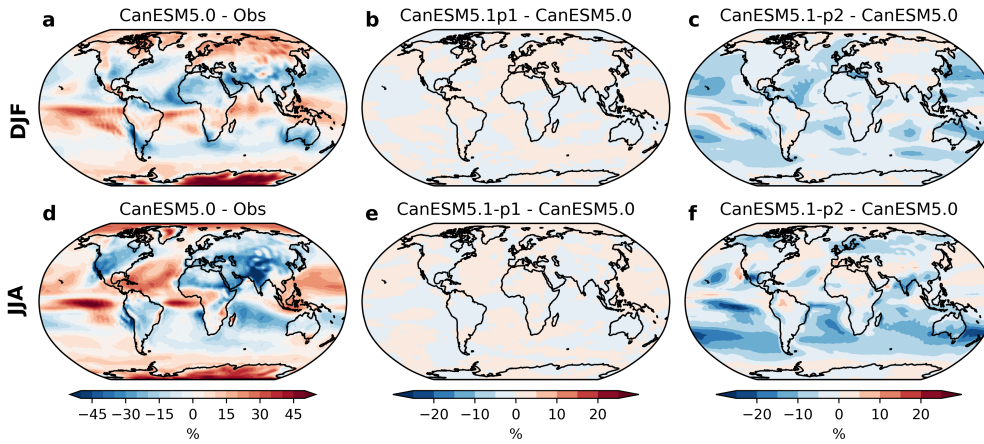 a CanESM5.0 - Obs
b CanESM5.1p1 - CanESM5.0
c CanESM5.1-p2 - CanESM5.0
DJF
d CanESM5.0 - Obs
e CanESM5.1-p1 - CanESM5.0
f CanESM5.1-p2 - CanESM5.0
JJA
−45 −30 −15 0 15 30 45
%
−20 −10 0 10 20
%
−20 −10 0 10 20
%